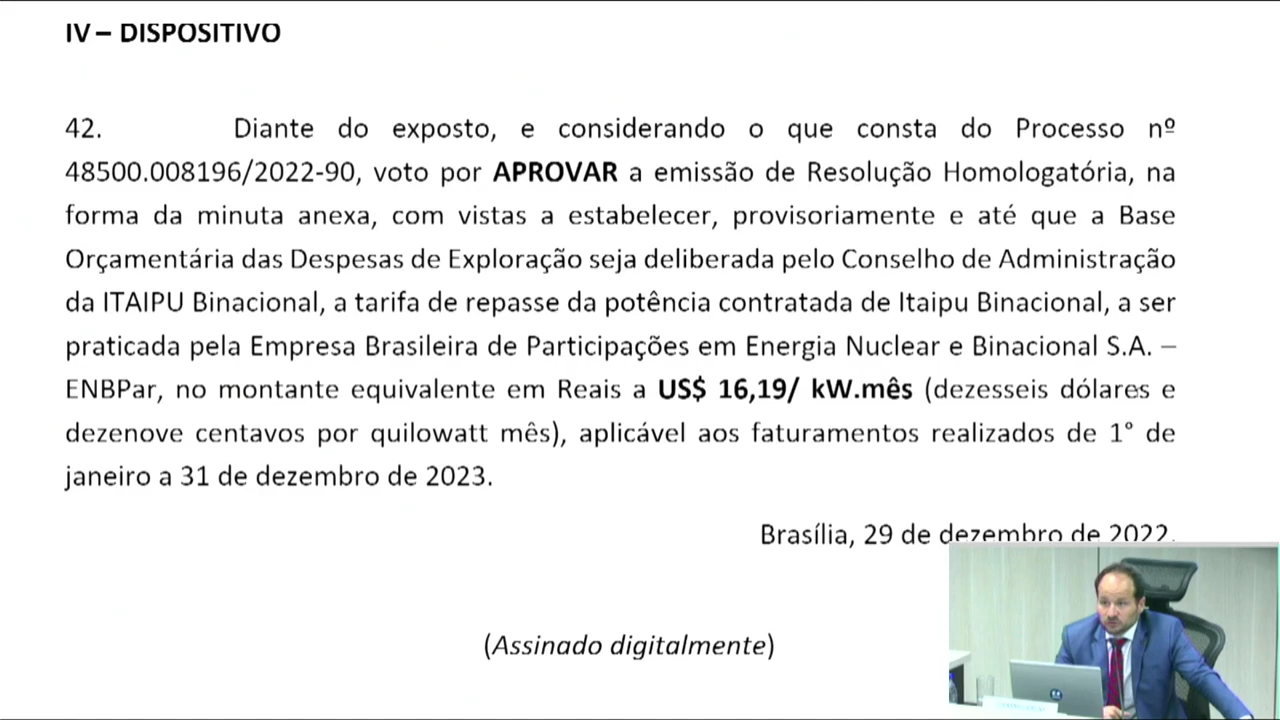 IV – DISPOSITIVO
42. Diante do exposto, e considerando o que consta do Processo nº
48500.008196/2022-90, voto por APROVAR a emissão de Resolução Homologatória, na
forma da minuta anexa, com vistas a estabelecer, provisoriamente e até que a Base
Orçamentária das Despesas de Exploração seja deliberada pelo Conselho de Administração
da ITAIPU Binacional, a tarifa de repasse da potência contratada de Itaipu Binacional, a ser
praticada pela Empresa Brasileira de Participações em Energia Nuclear e Binacional S.A. –
ENBPar, no montante equivalente em Reais a US$ 16,19/ kW.mês (dezesseis dólares e
dezenove centavos por quilowatt mês), aplicável aos faturamentos realizados de 1° de
janeiro a 31 de dezembro de 2023.
Brasília, 29 de dezembro de 2022.
(Assinado digitalmente)